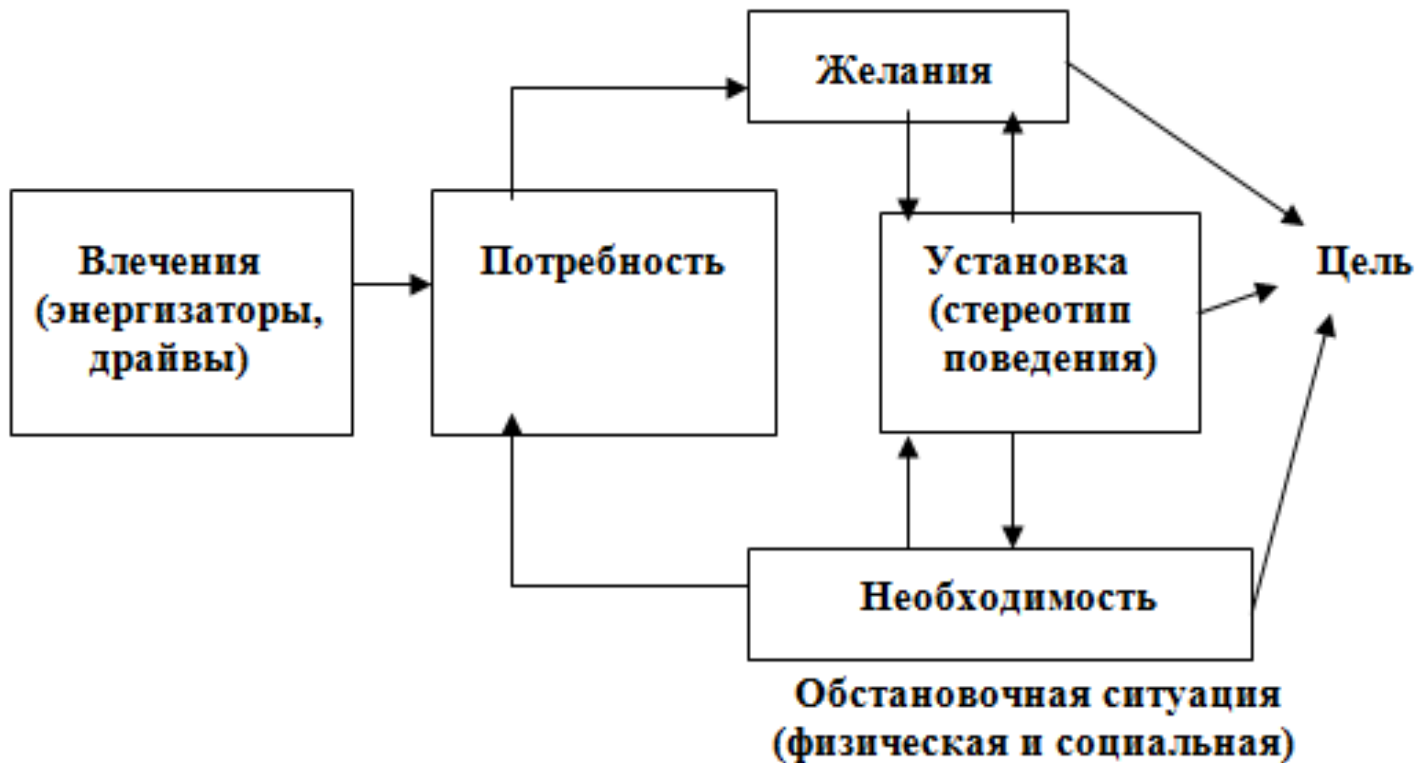 Желания
Влечения
(энергизаторы,
драйвы)
Потребность
Установка
(стереотип
поведения)
Цель
Необходимость
Обстановочная ситуация
(физическая и социальная)